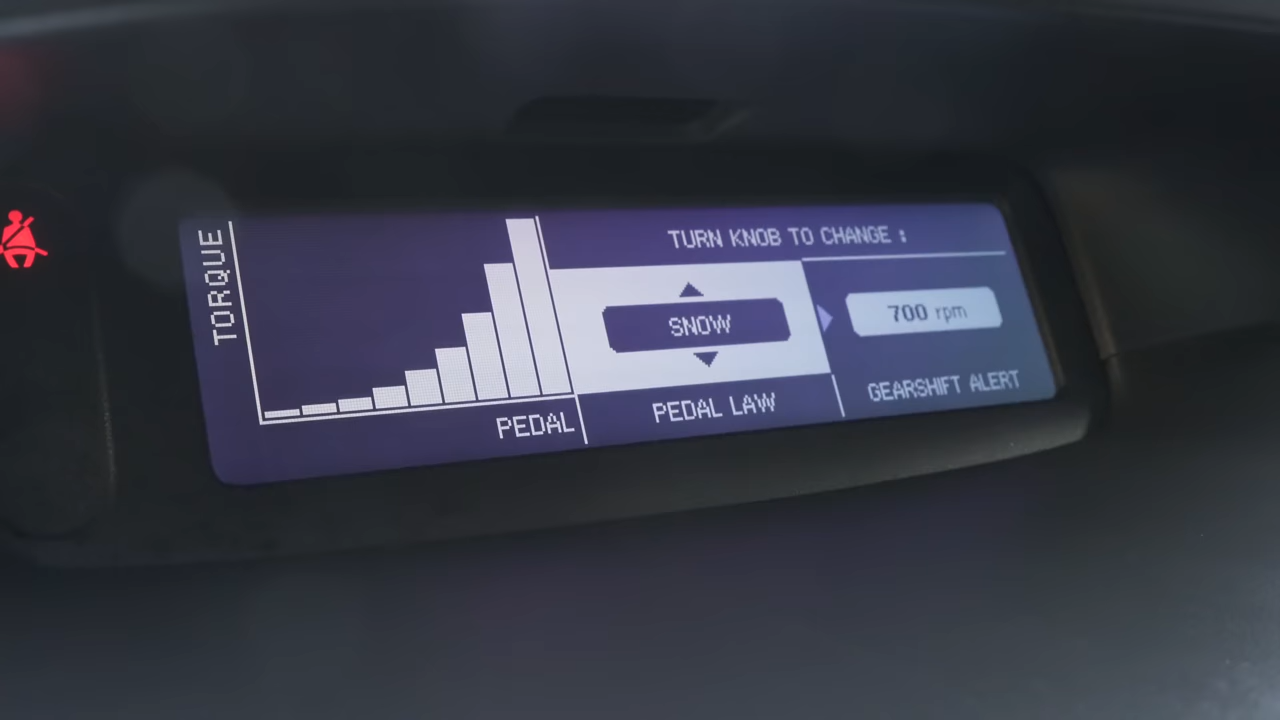 TORQUE
PEDAL
TURN KNOB TO CHANGE :
SNOW
PEDAL LAW
700 rpm
GEARSHIFT ALERT